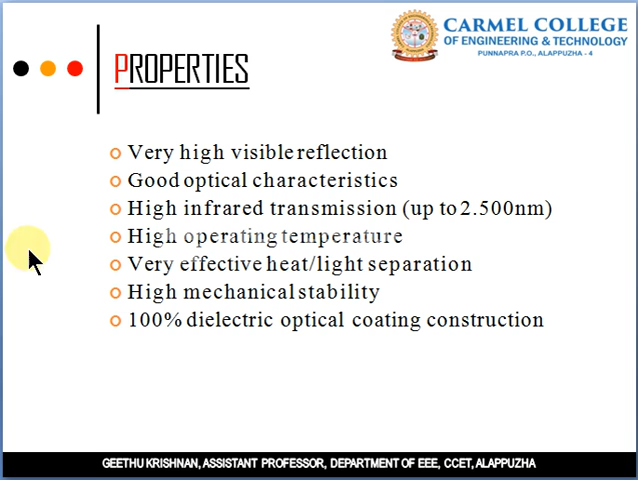 CARMEL COLLEGE
OF ENGINEERING & TECHNOLOGY
PUNNAPRA P.O., ALAPPUZHA - 4
PROPERTIES
Very high visible reflection
Good optical characteristics
High infrared transmission (up to 2.500nm)
High operating temperature
Very effective heat/light separation
High mechanical stability
100% dielectric optical coating construction
GEETHU KRISHNAN, ASSISTANT PROFESSOR, DEPARTMENT OF EEE, CCET, ALAPPUZHA